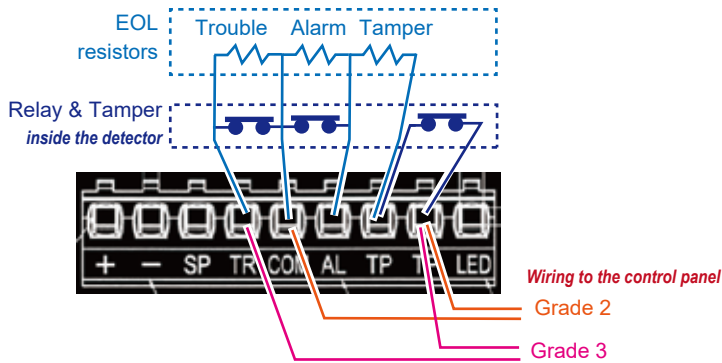 EOL
resistors
Trouble Alarm Tamper
Relay & Tamper
inside the detector
+ − SP TR COM AL TP LED
Wiring to the control panel
Grade 2
Grade 3